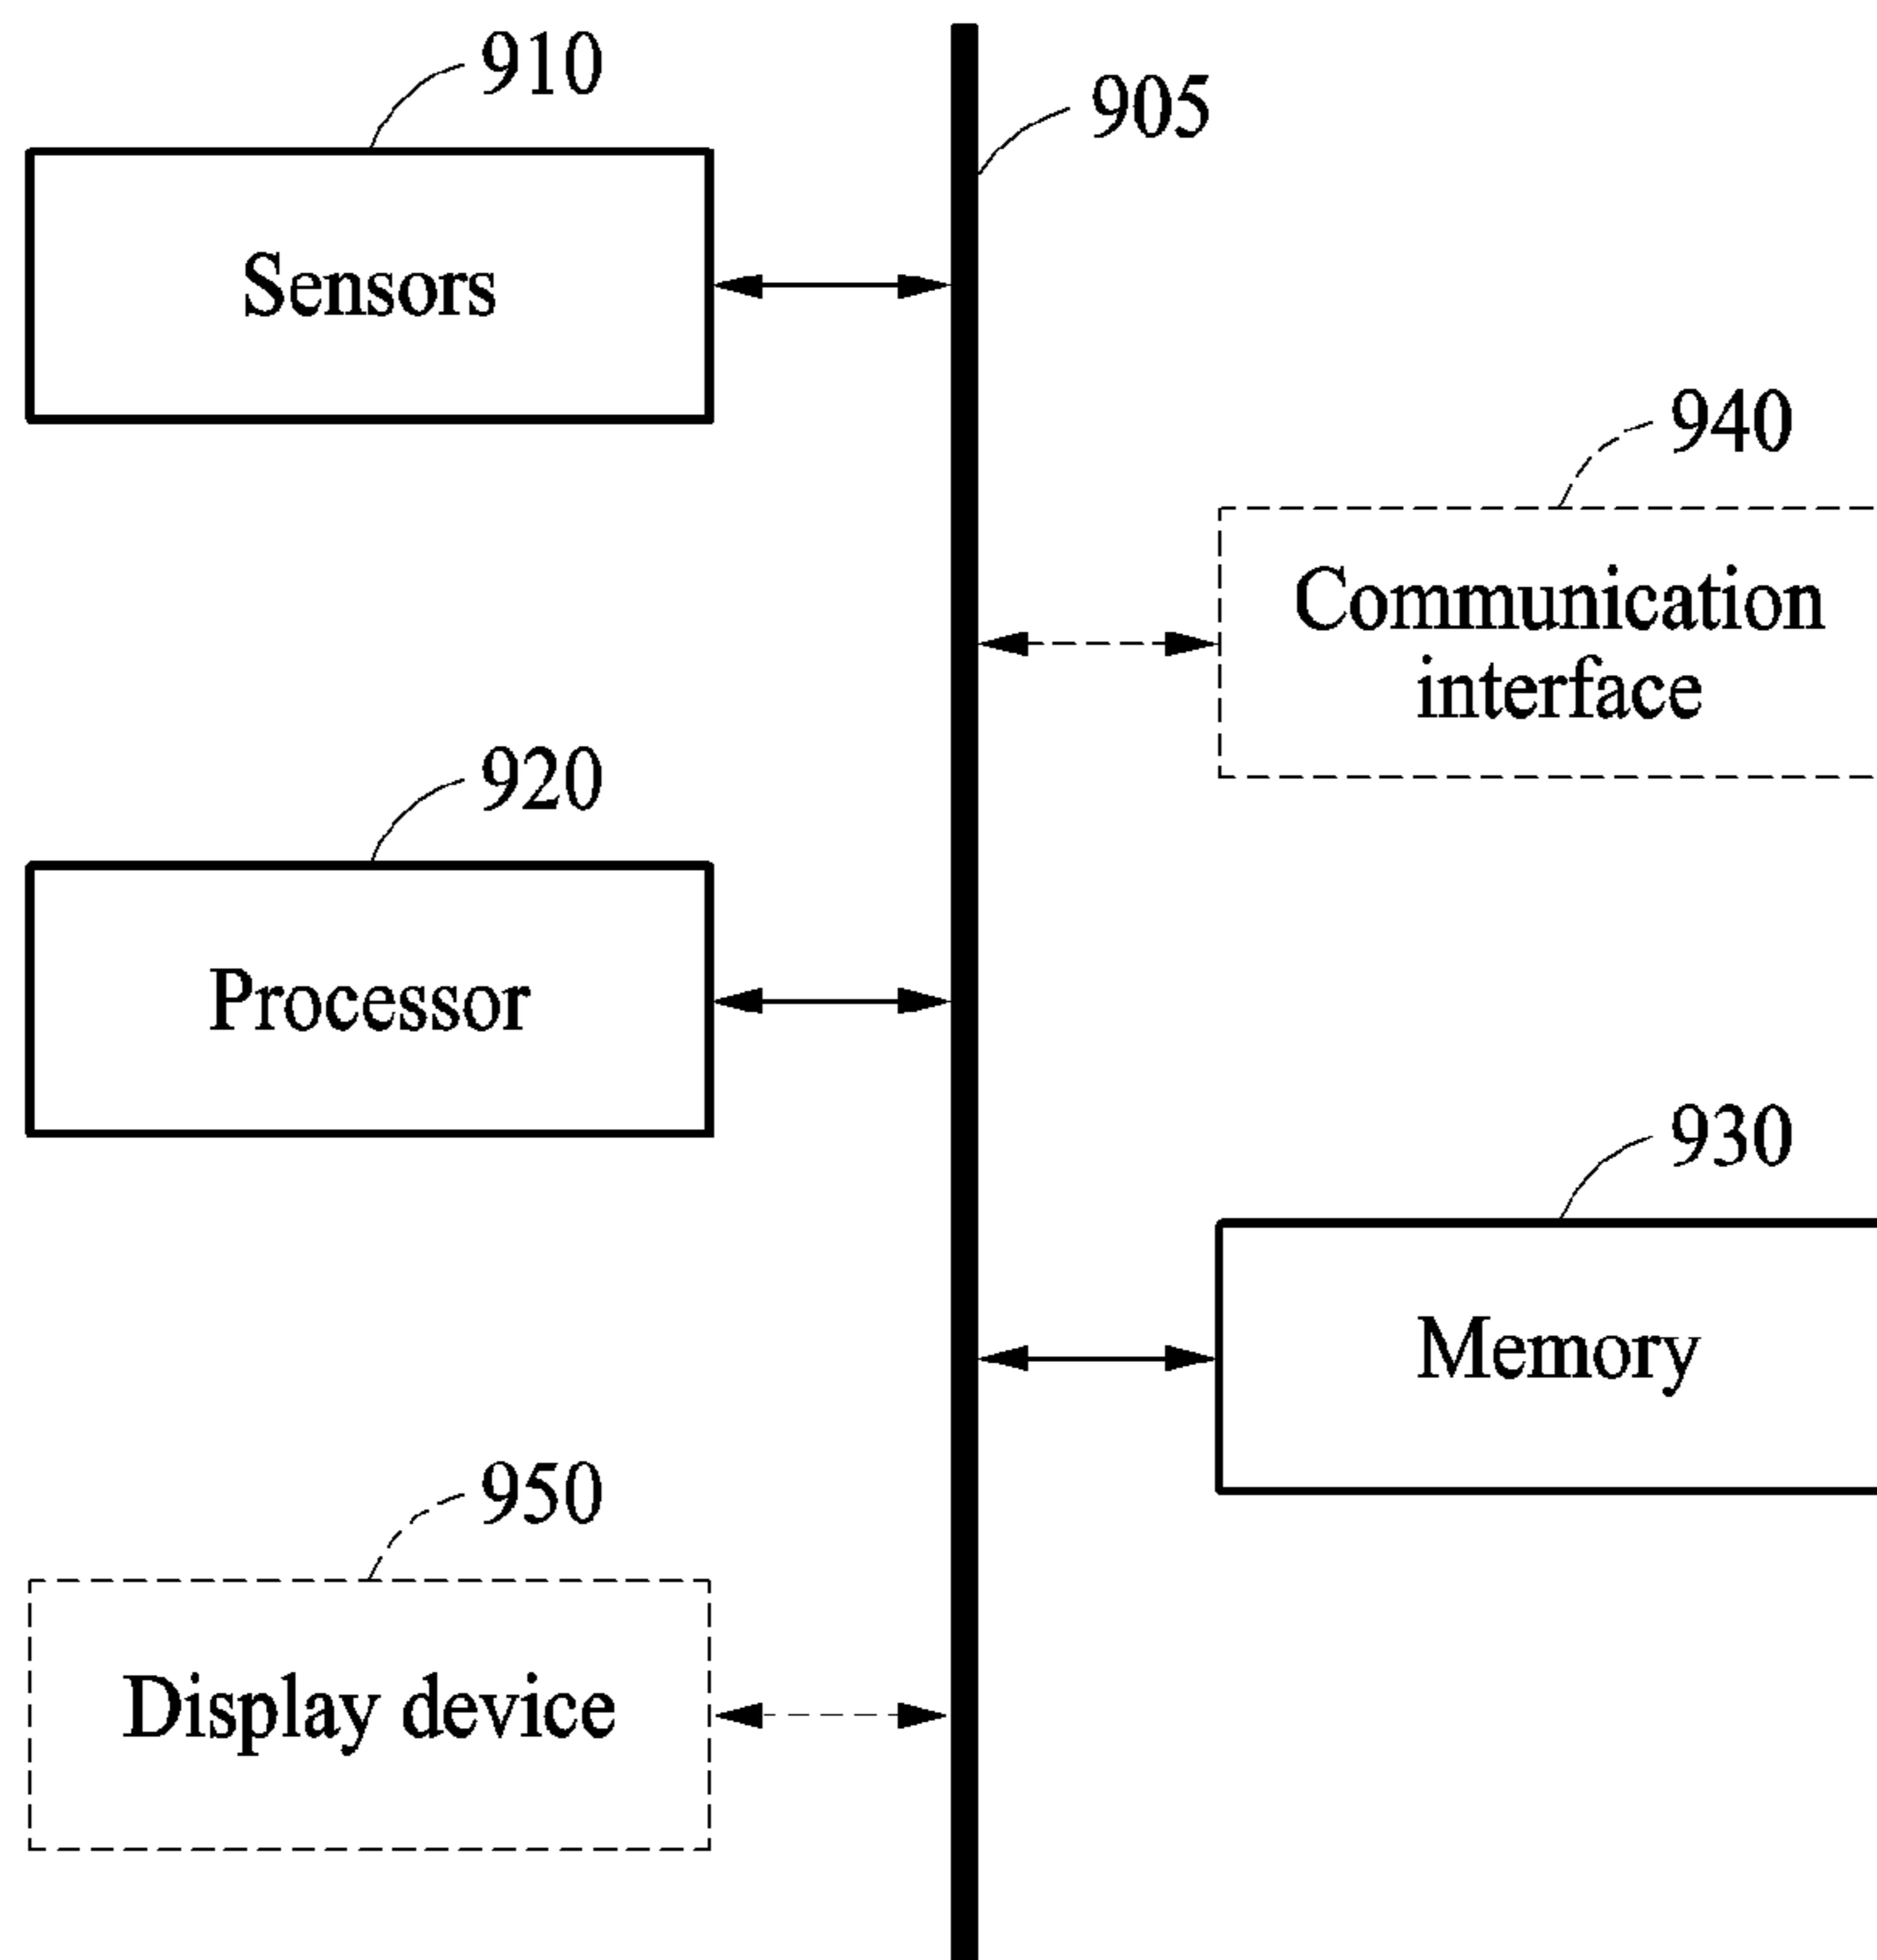 910
905
Sensors
940
Communication
interface
920
Processor
930
Memory
950
Display device